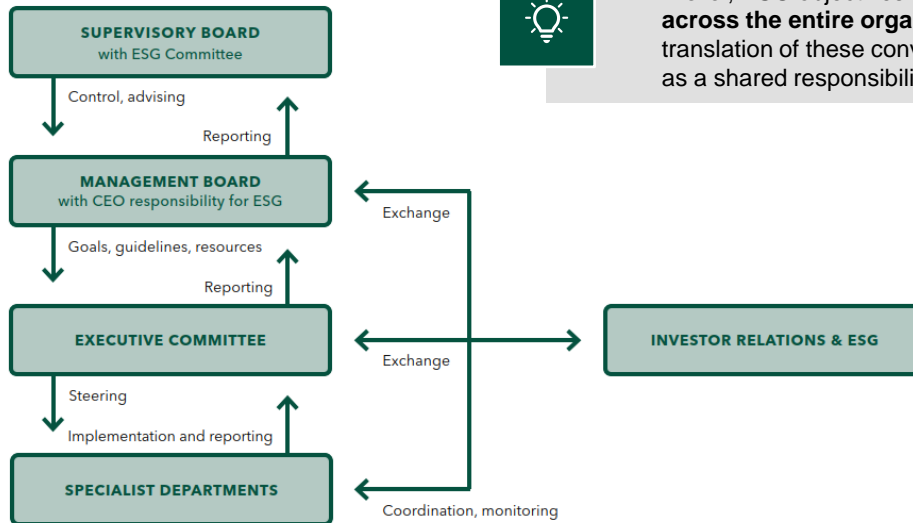 SUPERVISORY BOARD
with ESG Committee
across the entire orga
translation of these conv
as a shared responsibili
Control, advising
Reporting
MANAGEMENT BOARD
with CEO responsibility for ESG
Exchange
Goals, guidelines, resources
Reporting
EXECUTIVE COMMITTEE
INVESTOR RELATIONS & ESG
Exchange
Steering
Implementation and reporting
SPECIALIST DEPARTMENTS
Coordination, monitoring